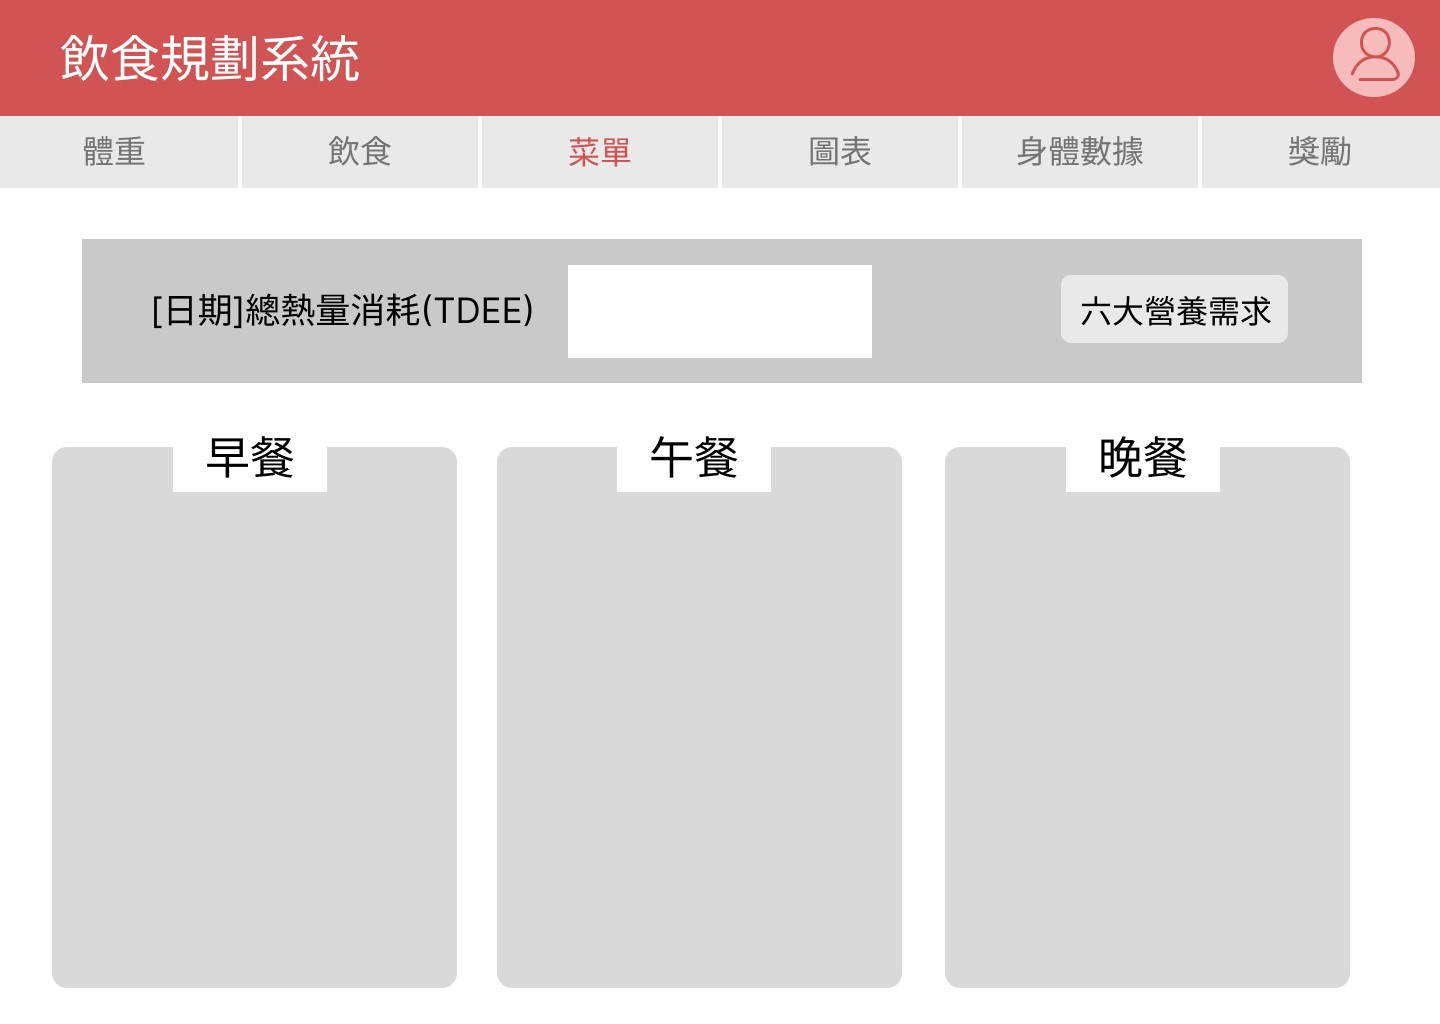 飲食規劃系統
體重
飲食
菜單
圖表
身體數據
獎勵
[日期]總熱量消耗(TDEE)
六大營養需求
早餐
午餐
晚餐